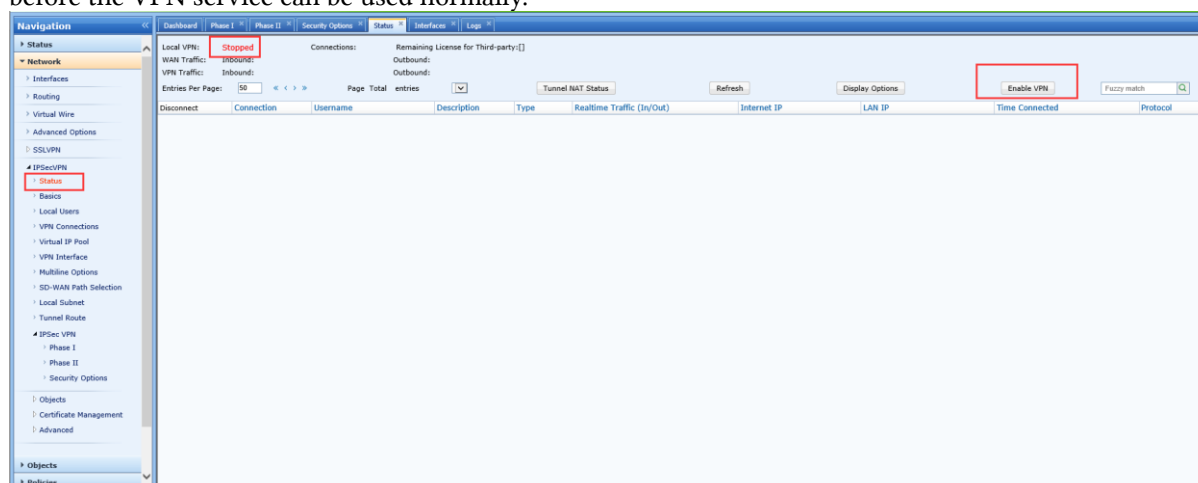 before the VPN service can be used normally.
Navigation
Status
Network
Interfaces
Routing
Virtual Wire
Advanced Options
SSLVPN
IPSecVPN
Status
Basics
Local Users
VPN Connections
Virtual IP Pool
VPN Interface
Multiline Options
SD-WAN Path Selection
Local Subnet
Tunnel Route
IPSec VPN
Phase I
Phase II
Security Options
Objects
Certificate Management
Advanced
Objects
Policies
Dashboard Phase I × Phase II × Security Options × Status × Interfaces × Logs ×
Local VPN: Stopped Connections: Remaining License for Third-party:[]
WAN Traffic: Inbound: Outbound:
VPN Traffic: Inbound: Outbound:
Entries Per Page: 50 Page Total entries Tunnel NAT Status Refresh Display Options Enable VPN Fuzzy match
Disconnect Connection Username Description Type Realtime Traffic (In/Out) Internet IP LAN IP Time Connected Protocol